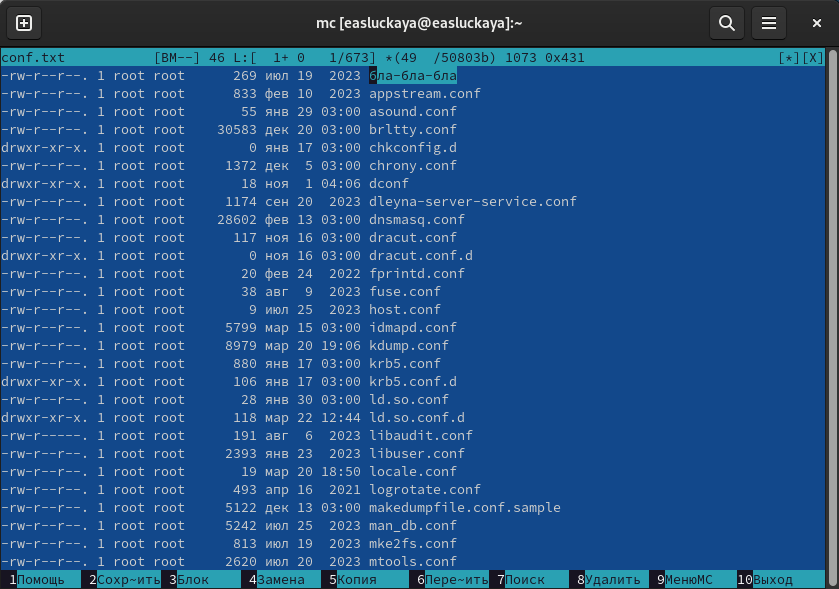 mc [easluckaya@easluckaya]:~
conf.txt [BM--] 46 L:[ 1+ 0 1/673] *(49 /50803b) 1073 0x431 [*][X]
-rw-r--r--. 1 root root 269 июл 19 2023 бла-бла-бла
-rw-r--r--. 1 root root 833 фев 10 2023 appstream.conf
-rw-r--r--. 1 root root 55 янв 29 03:00 asound.conf
-rw-r--r--. 1 root root 30583 дек 20 03:00 brltty.conf
drwxr-xr-x. 1 root root 0 янв 17 03:00 chkconfig.d
-rw-r--r--. 1 root root 1372 дек 5 03:00 chrony.conf
drwxr-xr-x. 1 root root 18 ноя 1 04:06 dconf
-rw-r--r--. 1 root root 1174 сен 20 2023 dleyna-server-service.conf
-rw-r--r--. 1 root root 28602 фев 13 03:00 dnsmasq.conf
-rw-r--r--. 1 root root 117 ноя 16 03:00 dracut.conf
drwxr-xr-x. 1 root root 0 ноя 16 03:00 dracut.conf.d
-rw-r--r--. 1 root root 20 фев 24 2022 fprintd.conf
-rw-r--r--. 1 root root 38 авг 9 2023 fuse.conf
-rw-r--r--. 1 root root 9 июл 25 2023 host.conf
-rw-r--r--. 1 root root 5799 мар 15 03:00 idmapd.conf
-rw-r--r--. 1 root root 8979 мар 20 19:06 kdump.conf
-rw-r--r--. 1 root root 880 янв 17 03:00 krb5.conf
drwxr-xr-x. 1 root root 106 янв 17 03:00 krb5.conf.d
-rw-r--r--. 1 root root 28 янв 30 03:00 ld.so.conf
drwxr-xr-x. 1 root root 118 мар 22 12:44 ld.so.conf.d
-rw-r-----. 1 root root 191 авг 6 2023 libaudit.conf
-rw-r--r--. 1 root root 2393 янв 23 2023 libuser.conf
-rw-r--r--. 1 root root 19 мар 20 18:50 locale.conf
-rw-r--r--. 1 root root 493 апр 16 2021 logrotate.conf
-rw-r--r--. 1 root root 5122 дек 13 03:00 makedumpfile.conf.sample
-rw-r--r--. 1 root root 5242 июл 25 2023 man_db.conf
-rw-r--r--. 1 root root 813 июл 19 2023 mke2fs.conf
-rw-r--r--. 1 root root 2620 июл 20 2023 mtools.conf
1Помощь 2Сохр~ить 3Блок 4Замена 5Копия 6Пере~ить 7Поиск 8Удалить 9МенюMC 10Выход